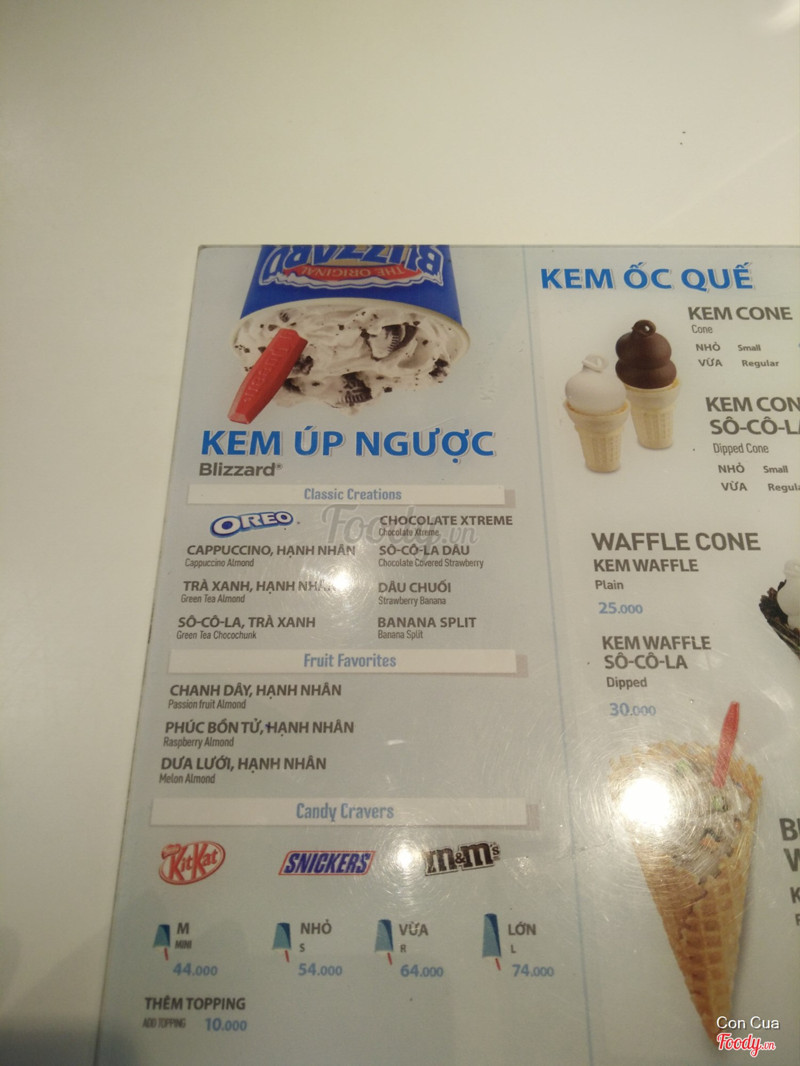 THE ORIGINAL
BLIZZARD
KEM ÚP NGƯỢC
Blizzard®
Classic Creations
OREO
CAPPUCCINO, HẠNH NHÂN
Cappuccino Almond
TRÀ XANH, HẠNH NHÂN
Green Tea Almond
SÔ-CÔ-LA, TRÀ XANH
Green Tea Chocochunk
CHOCOLATE XTREME
Chocolate Xtreme
SÔ-CÔ-LA DÂU
Chocolate Covered Strawberry
DÂU CHUỐI
Strawberry Banana
BANANA SPLIT
Banana Split
Fruit Favorites
CHANH DÂY, HẠNH NHÂN
Passion fruit Almond
PHÚC BỒN TỬ, HẠNH NHÂN
Raspberry Almond
DƯA LƯỚI, HẠNH NHÂN
Melon Almond
Candy Cravers
KitKat SNICKERS m&m's
M NHỎ VỪA LỚN
MINI S R L
44.000 54.000 64.000 74.000
THÊM TOPPING
ADD TOPPING 10.000
KEM ỐC QUẾ
KEM CONE
Cone
NHỎ Small
VỪA Regular
KEM CON
SÔ-CÔ-LA
Dipped Cone
NHỎ Small
VỪA Regula
WAFFLE CONE
KEM WAFFLE
Plain
25.000
KEM WAFFLE
SÔ-CÔ-LA
Dipped
30.000
Foody.vn
Con Cua
Foody.vn